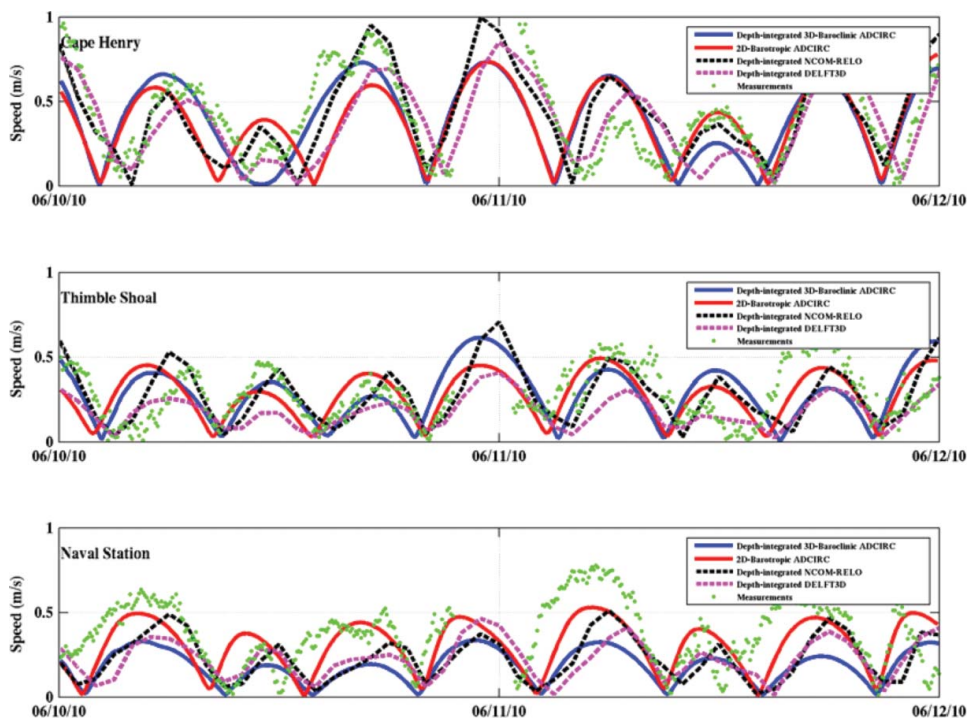 1
Cape Henry
Depth-integrated 3D-Baroclinic ADCIRC
2D-Barotropic ADCIRC
Depth-integrated NCOM-RELO
Depth-integrated DELFT3D
Measurements
Speed (m/s)
0.5
0
06/10/10 06/11/10 06/12/10
1
Thimble Shoal
Depth-integrated 3D-Baroclinic ADCIRC
2D-Barotropic ADCIRC
Depth-integrated NCOM-RELO
Depth-integrated DELFT3D
Measurements
Speed (m/s)
0.5
0
06/10/10 06/11/10 06/12/10
1
Naval Station
Depth-integrated 3D-Baroclinic ADCIRC
2D-Barotropic ADCIRC
Depth-integrated NCOM-RELO
Depth-integrated DELFT3D
Measurements
Speed (m/s)
0.5
0
06/10/10 06/11/10 06/12/10